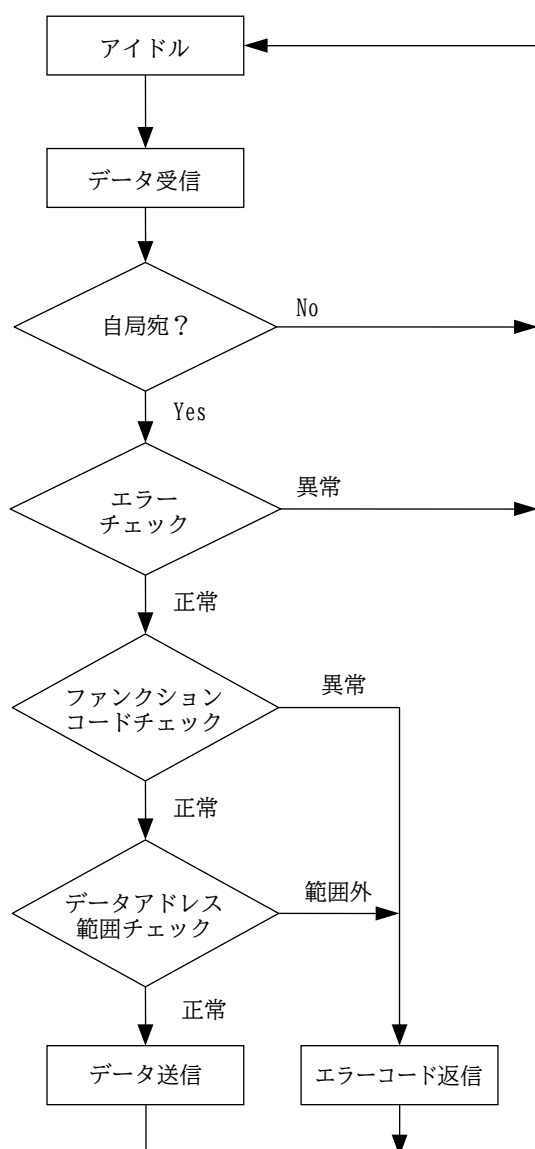 アイドル
データ受信
自局宛？
No
Yes
エラー
チェック
異常
正常
ファンクション
コードチェック
異常
正常
データアドレス
範囲チェック
範囲外
正常
データ送信
エラーコード返信